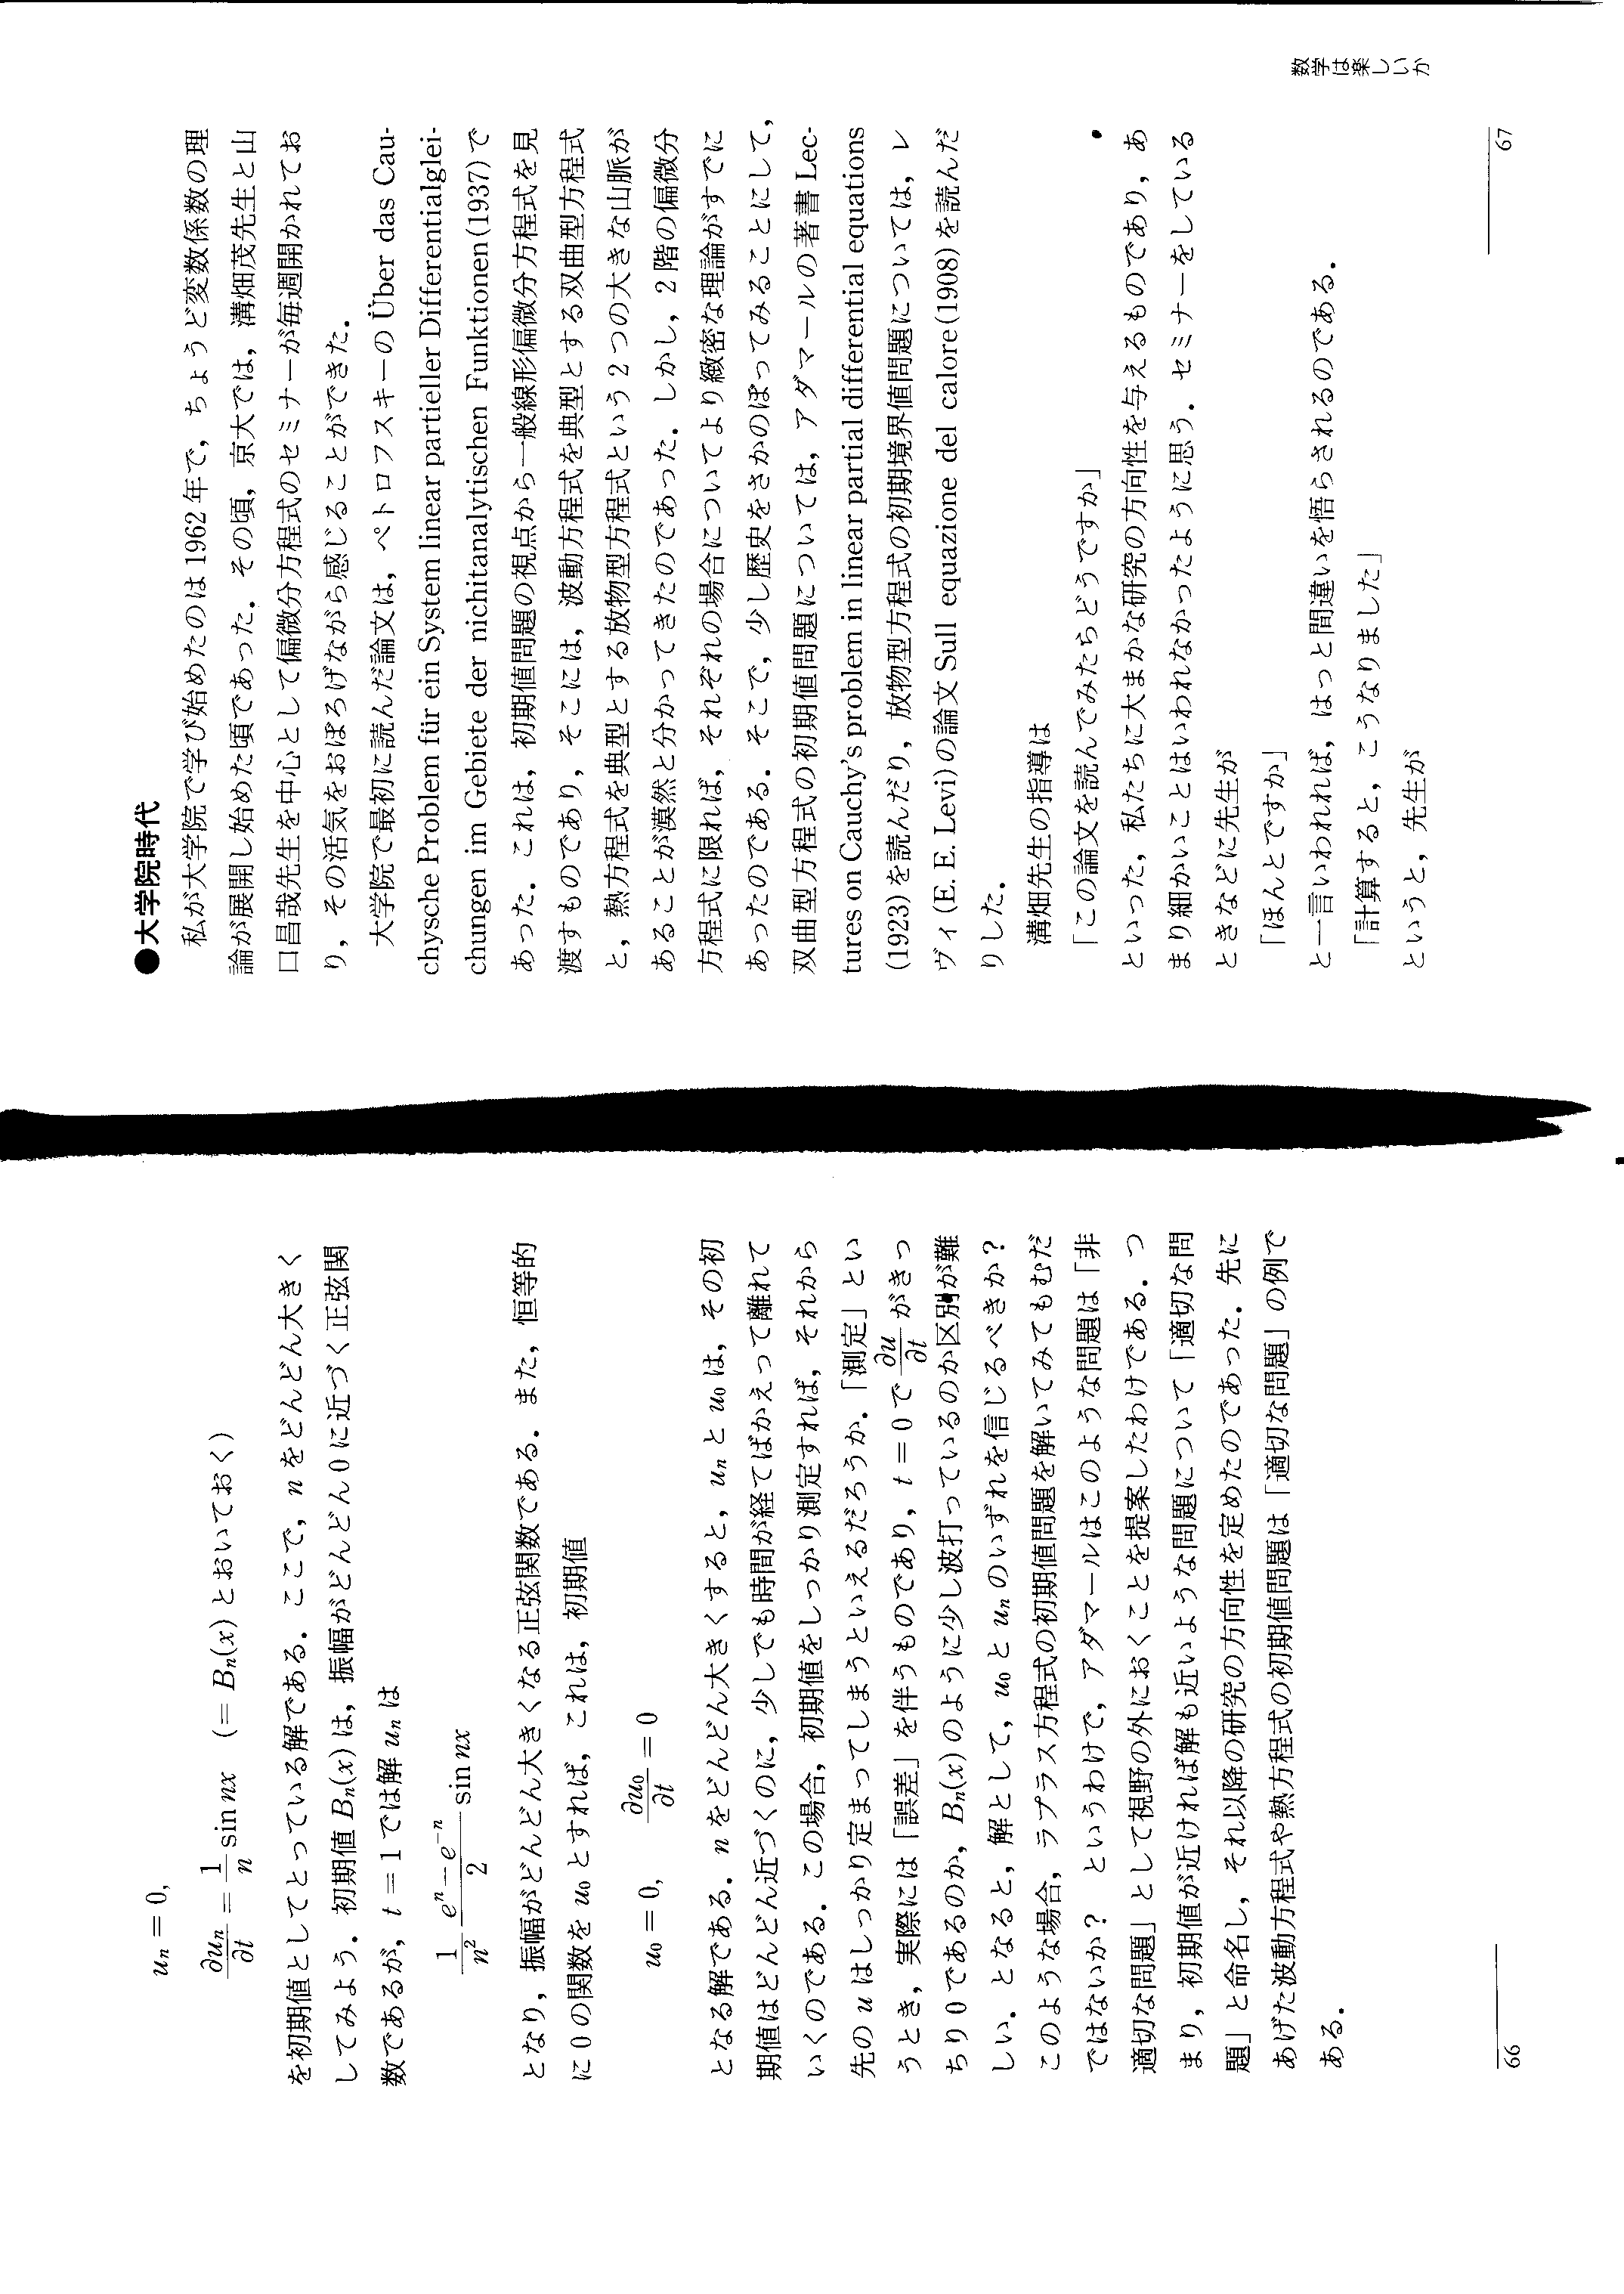 $u_n = 0,$
$\frac{\partial u_n}{\partial t} = \frac{1}{n} \sin nx \quad (= B_n(x) とおいておく)$
を初期値としてとっている解である．ここで，$n$ をどんどん大きく
してみよう．初期値 $B_n(x)$ は，振幅がどんどん 0 に近づく正弦関
数であるが，$t = 1$ では解 $u_n$ は
$\frac{1}{n^2} \frac{e^n - e^{-n}}{2} \sin nx$
となり，振幅がどんどん大きくなる正弦関数である．また，恒等的
に 0 の関数を $u_0$ とすれば，これは，初期値
$u_0 = 0, \quad \frac{\partial u_0}{\partial t} = 0$
となる解である．$n$ をどんどん大きくすると，$u_n$ と $u_0$ は，その初
期値はどんどん近づくのに，少しでも時間が経てばかえって離れて
いくのである．この場合，初期値をしっかり測定すれば，それから
先の $u$ はしっかり定まってしまうといえるだろうか．「測定」とい
うとき，実際には「誤差」を伴うものであり，$t = 0$ で $\frac{\partial u}{\partial t}$ がきっ
ちり 0 であるのか，$B_n(x)$ のように少し波打っているのか区別が難
しい．となると，解として，$u_0$ と $u_n$ のいずれを信じるべきか？
このような場合，ラプラス方程式の初期値問題を解いてみてもむだ
ではないか？ というわけで，アダマールはこのような問題は「非
適切な問題」として視野の外におくことを提案したわけである．つ
まり，初期値が近ければ解も近いような問題について「適切な問
題」と命名し，それ以降の研究の方向性を定めたのであった．先に
あげた波動方程式や熱方程式の初期値問題は「適切な問題」の例で
ある．
66
●大学院時代
私が大学院で学び始めたのは 1962 年で，ちょうど変数係数の理
論が展開し始めた頃であった．その頃，京大では，溝畑茂先生と山
口昌哉先生を中心として偏微分方程式のセミナーが毎週開かれてお
り，その活気をおぼろげながら感じることができた．
大学院で最初に読んだ論文は，ペトロフスキーの Über das Cau-
chysche Problem für ein System linear partieller Differentialglei-
chungen im Gebiete der nichitanalytischen Funktionen(1937)で
あった．これは，初期値問題の視点から一般線形偏微分方程式を見
渡すものであり，そこには，波動方程式を典型とする双曲型方程式
と，熱方程式を典型とする放物型方程式という 2 つの大きな山脈が
あることが漠然と分かってきたのであった．しかし，2 階の偏微分
方程式に限れば，それぞれの場合についてより緻密な理論がすでに
あったのである．そこで，少し歴史をさかのぼってみることにして，
双曲型方程式の初期値問題については，アダマールの著書 Lec-
tures on Cauchy's problem in linear partial differential equations
(1923)を読んだり，放物型方程式の初期境界値問題については，レ
ヴィ(E. E. Levi)の論文 Sull equazione del calore(1908)を読んだ
りした．
溝畑先生の指導は
「この論文を読んでみたらどうですか」
といった，私たちに大まかな研究の方向性を与えるものであり，あ
まり細かいことはいわれなかったように思う．セミナーをしている
ときなどに先生が
「ほんとですか」
と一言いわれれば，はっと間違いを悟らされるのである．
「計算すると，こうなりました」
というと，先生が
数学は楽しいか
67